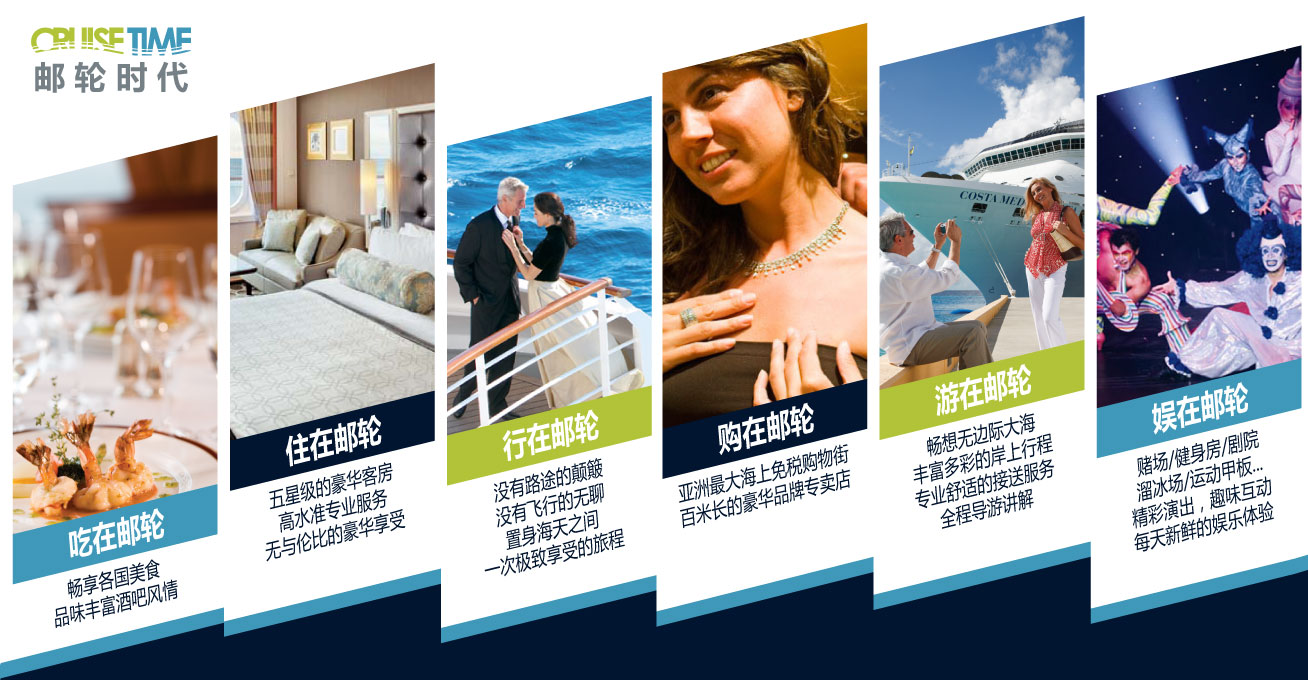 CRUISE TIME
邮轮时代
吃在邮轮
畅享各国美食
品味丰富酒吧风情
住在邮轮
五星级的豪华客房
高水准专业服务
无与伦比的豪华享受
行在邮轮
没有路途的颠簸
没有飞行的无聊
置身海天之间
一次极致享受的旅程
购在邮轮
亚洲最大海上免税购物街
百米长的豪华品牌专卖店
COSTA MED
游在邮轮
畅想无边际大海
丰富多彩的岸上行程
专业舒适的接送服务
全程导游讲解
娱在邮轮
赌场/健身房/剧院
溜冰场/运动甲板...
精彩演出，趣味互动
每天新鲜的娱乐体验